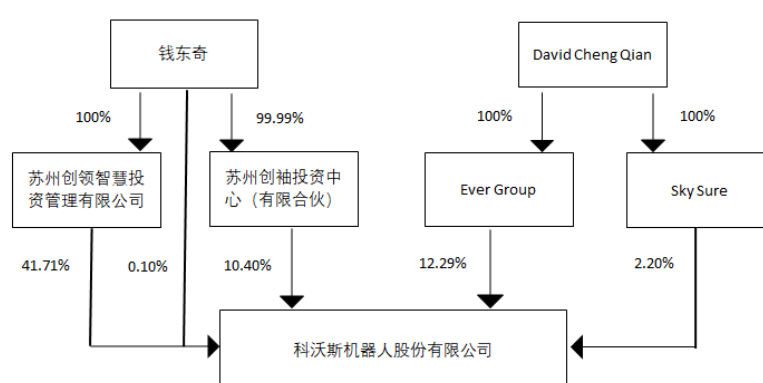 钱东奇
David Cheng Qian
100%
99.99%
100%
100%
苏州创领智慧投
资管理有限公司
苏州创袖投资中
心（有限合伙）
Ever Group
Sky Sure
41.71%
0.10%
10.40%
12.29%
2.20%
科沃斯机器人股份有限公司